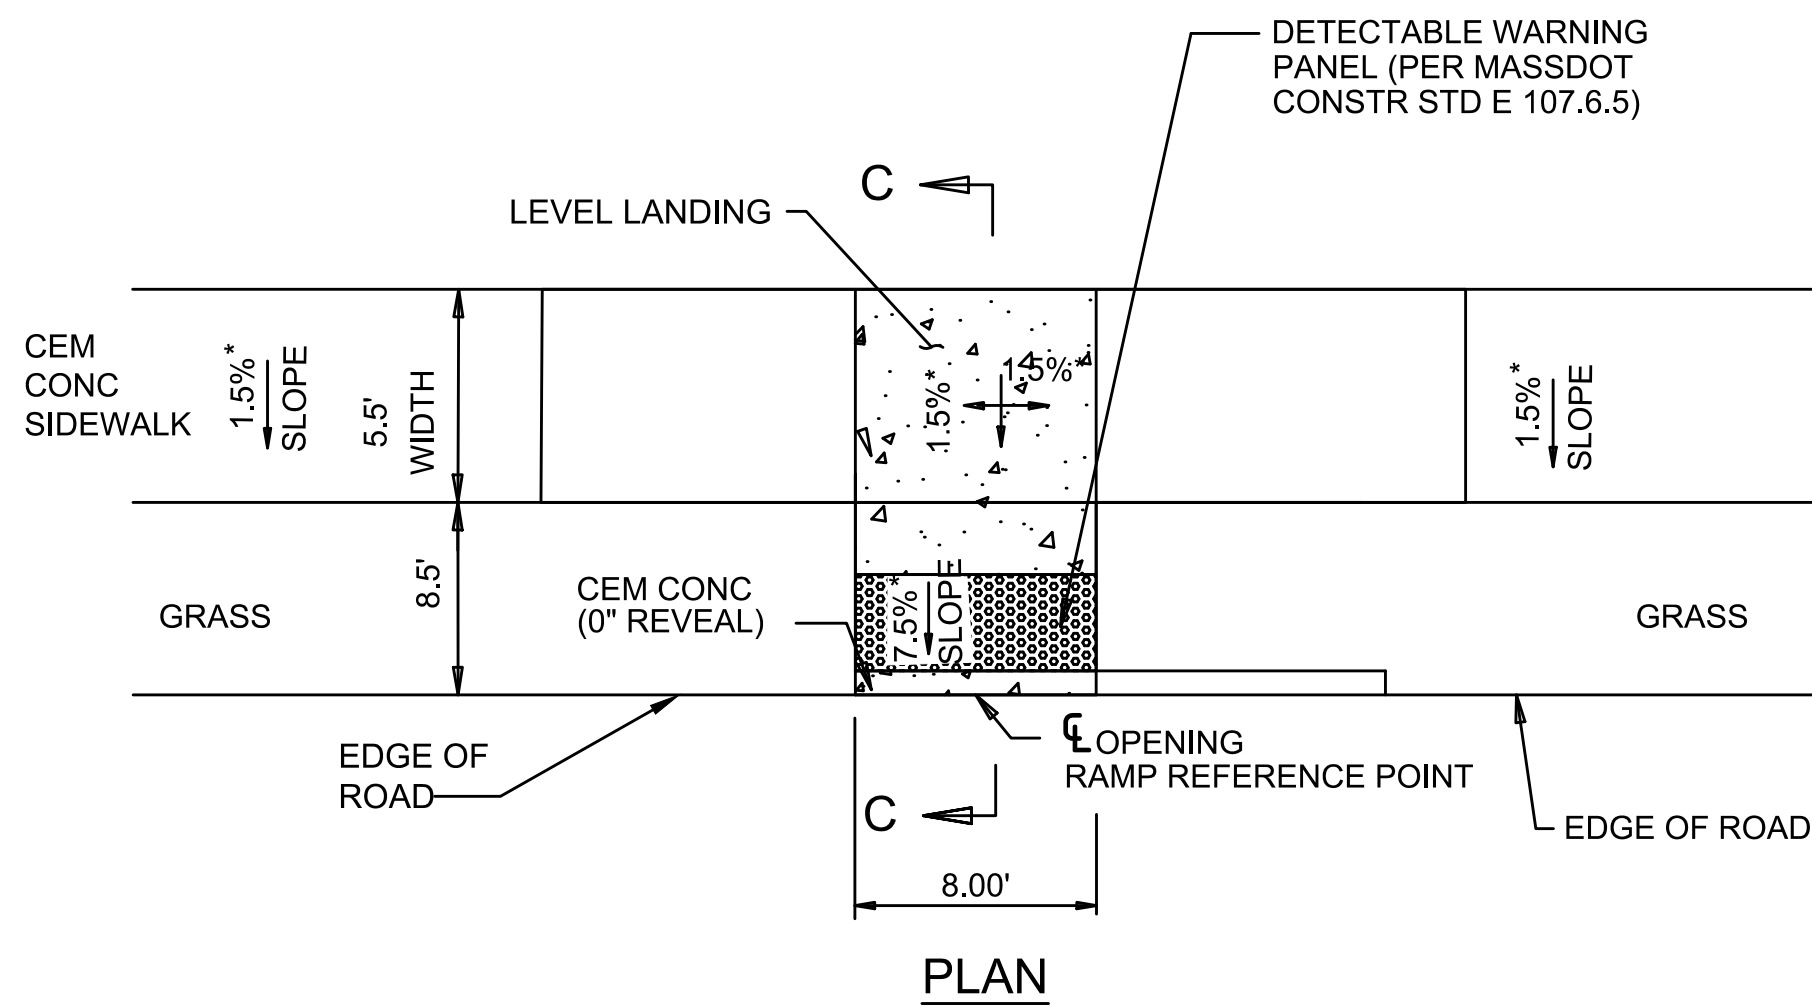 DETECTABLE WARNING
PANEL (PER MASSDOT
CONSTR STD E 107.6.5)
C
LEVEL LANDING
CEM
CONC
SIDEWALK
1.5%*
SLOPE
5.5'
WIDTH
1.5%*
1.5%*
1.5%*
SLOPE
8.5'
GRASS
CEM CONC
(0" REVEAL)
7.5%*
SLOPE
GRASS
EDGE OF
ROAD
℄ OPENING
RAMP REFERENCE POINT
C
EDGE OF ROAD
8.00'
PLAN